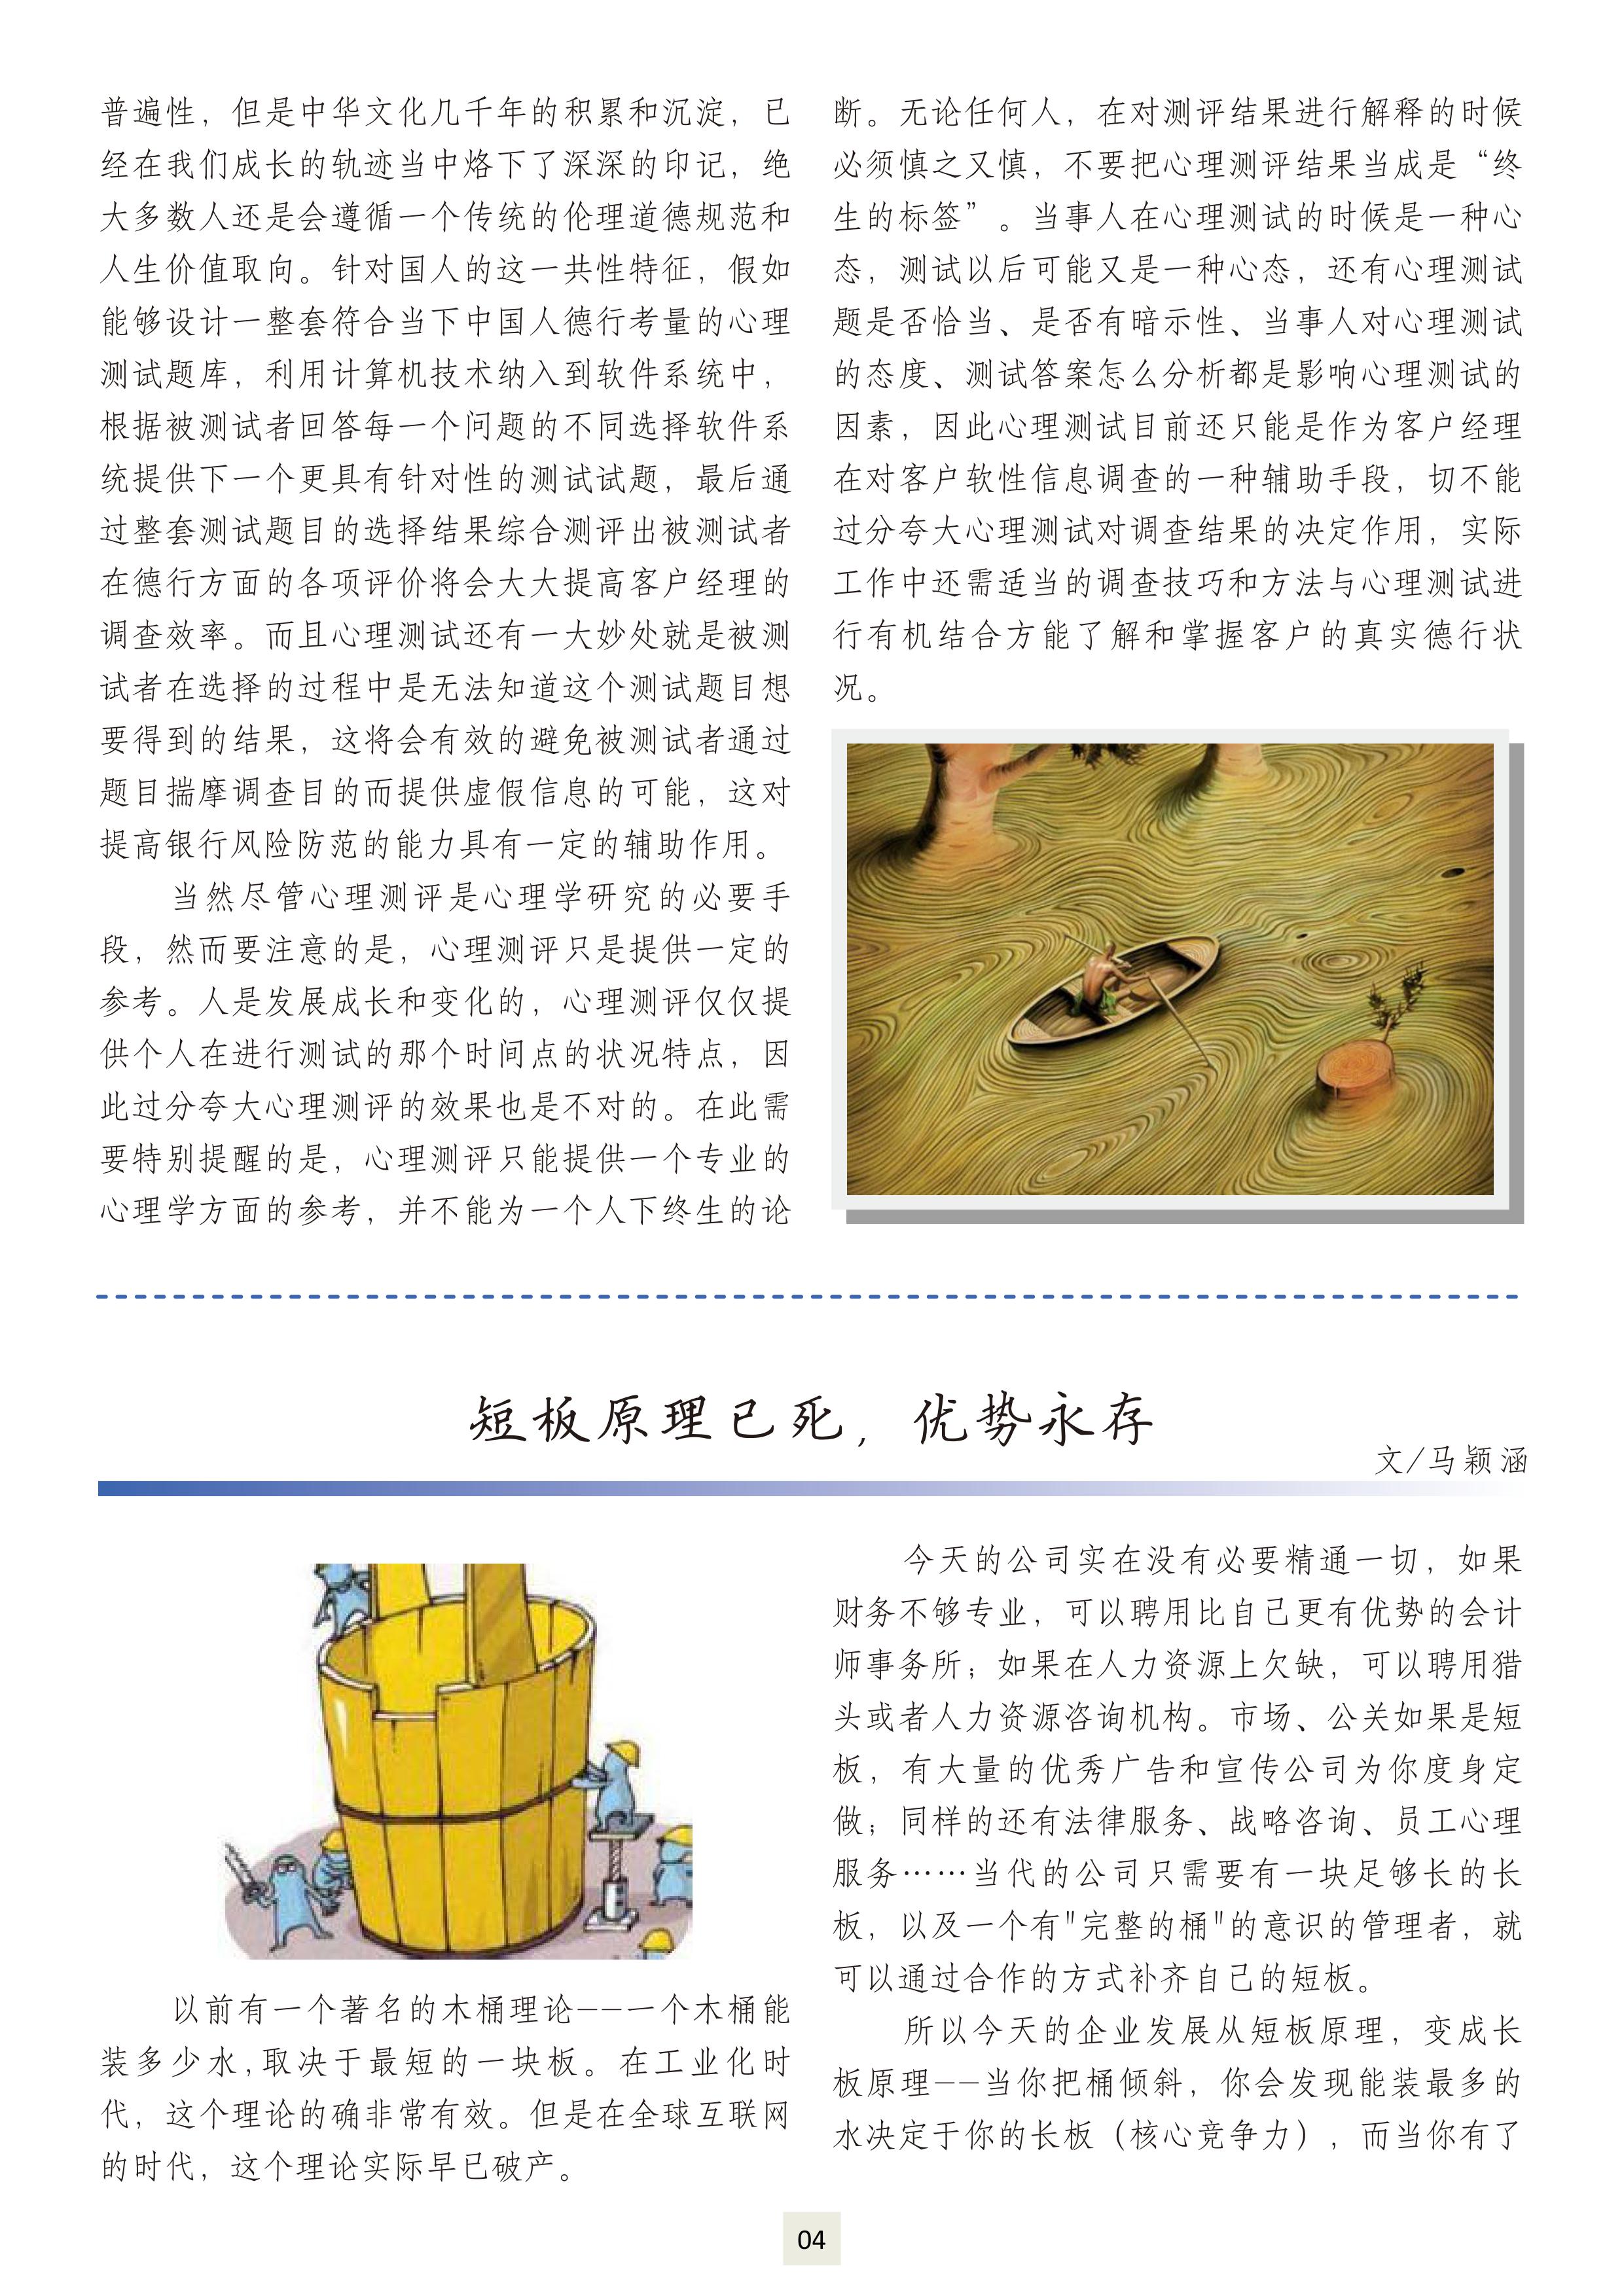 普遍性，但是中华文化几千年的积累和沉淀，已
经在我们成长的轨迹当中烙下了深深的印记，绝
大多数人还是会遵循一个传统的伦理道德规范和
人生价值取向。针对国人的这一共性特征，假如
能够设计一整套符合当下中国人德行考量的心理
测试题库，利用计算机技术纳入到软件系统中，
根据被测试者回答每一个问题的不同选择软件系
统提供下一个更具有针对性的测试试题，最后通
过整套测试题目的选择结果综合测评出被测试者
在德行方面的各项评价将会大大提高客户经理的
调查效率。而且心理测试还有一大妙处就是被测
试者在选择的过程中是无法知道这个测试题目想
要得到的结果，这将会有效的避免被测试者通过
题目揣摩调查目的而提供虚假信息的可能，这对
提高银行风险防范的能力具有一定的辅助作用。
当然尽管心理测评是心理学研究的必要手
段，然而要注意的是，心理测评只是提供一定的
参考。人是发展成长和变化的，心理测评仅仅提
供个人在进行测试的那个时间点的状况特点，因
此过分夸大心理测评的效果也是不对的。在此需
要特别提醒的是，心理测评只能提供一个专业的
心理学方面的参考，并不能为一个人下终生的论
断。无论任何人，在对测评结果进行解释的时候
必须慎之又慎，不要把心理测评结果当成是“终
生的标签”。当事人在心理测试的时候是一种心
态，测试以后可能又是一种心态，还有心理测试
题是否恰当、是否有暗示性、当事人对心理测试
的态度、测试答案怎么分析都是影响心理测试的
因素，因此心理测试目前还只能是作为客户经理
在对客户软性信息调查的一种辅助手段，切不能
过分夸大心理测试对调查结果的决定作用，实际
工作中还需适当的调查技巧和方法与心理测试进
行有机结合方能了解和掌握客户的真实德行状
况。
短板原理已死，优势永存
文/马颖涵
以前有一个著名的木桶理论——一个木桶能
装多少水,取决于最短的一块板。在工业化时
代，这个理论的确非常有效。但是在全球互联网
的时代，这个理论实际早已破产。
今天的公司实在没有必要精通一切，如果
财务不够专业，可以聘用比自己更有优势的会计
师事务所；如果在人力资源上欠缺，可以聘用猎
头或者人力资源咨询机构。市场、公关如果是短
板，有大量的优秀广告和宣传公司为你度身定
做；同样的还有法律服务、战略咨询、员工心理
服务……当代的公司只需要有一块足够长的长
板，以及一个有"完整的桶"的意识的管理者，就
可以通过合作的方式补齐自己的短板。
所以今天的企业发展从短板原理，变成长
板原理——当你把桶倾斜，你会发现能装最多的
水决定于你的长板（核心竞争力），而当你有了
04